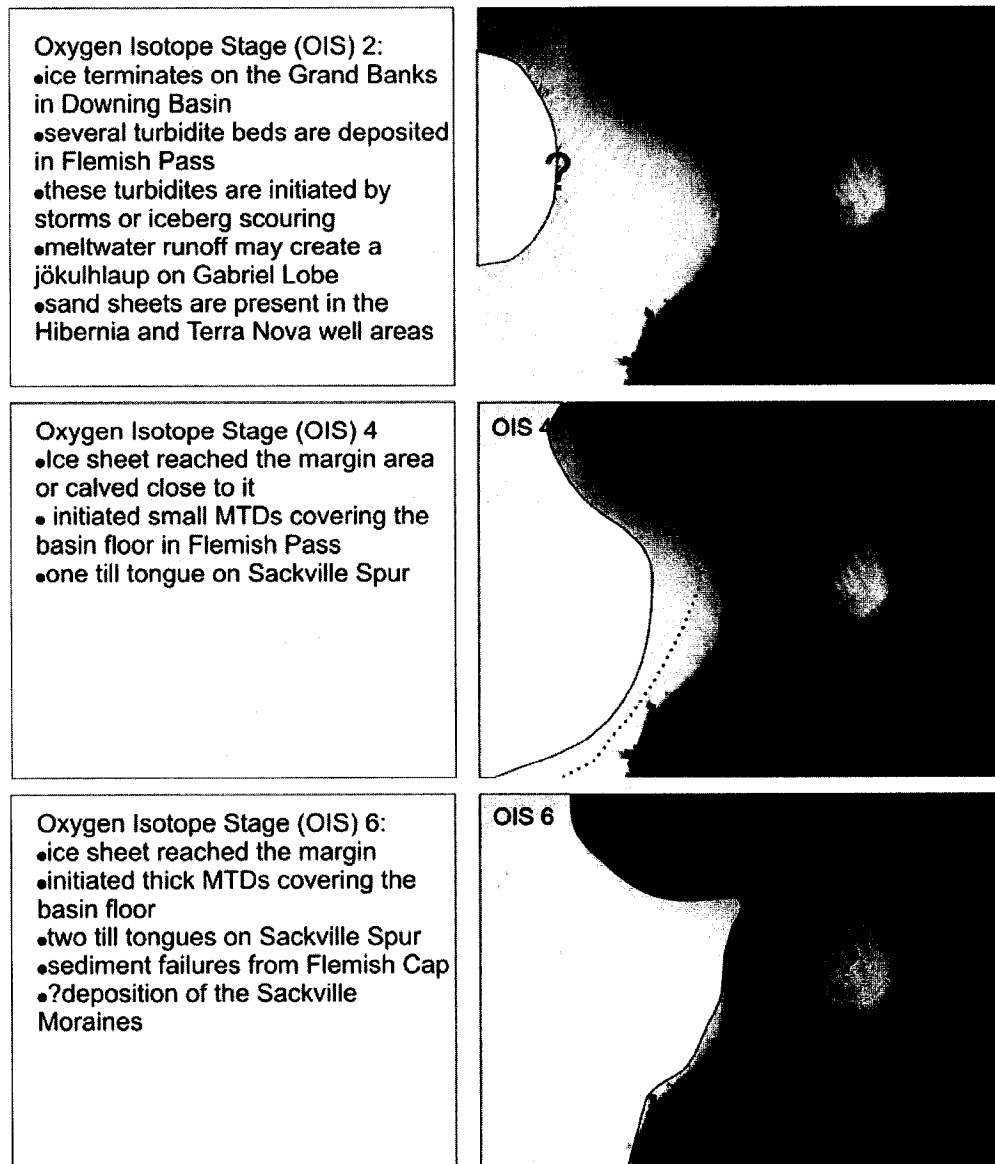 Oxygen Isotope Stage (OIS) 2:
•ice terminates on the Grand Banks
in Downing Basin
•several turbidite beds are deposited
in Flemish Pass
•these turbidites are initiated by
storms or iceberg scouring
•meltwater runoff may create a
jökulhlaup on Gabriel Lobe
•sand sheets are present in the
Hibernia and Terra Nova well areas
?
Oxygen Isotope Stage (OIS) 4
•Ice sheet reached the margin area
or calved close to it
• initiated small MTDs covering the
basin floor in Flemish Pass
•one till tongue on Sackville Spur
OIS 4
Oxygen Isotope Stage (OIS) 6:
•ice sheet reached the margin
•initiated thick MTDs covering the
basin floor
•two till tongues on Sackville Spur
•sediment failures from Flemish Cap
•?deposition of the Sackville
Moraines
OIS 6